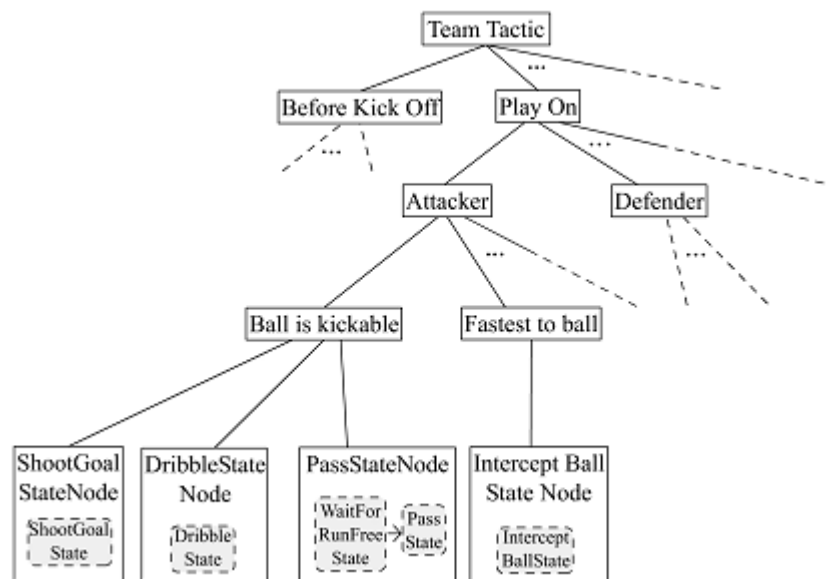 Team Tactic
...
Before Kick Off
Play On
...
...
Attacker
Defender
...
...
Ball is kickable
Fastest to ball
ShootGoal
StateNode
ShootGoal
State
DribbleState
Node
Dribble
State
PassStateNode
WaitFor
RunFree
State
Pass
State
Intercept Ball
State Node
Intercept
BallState